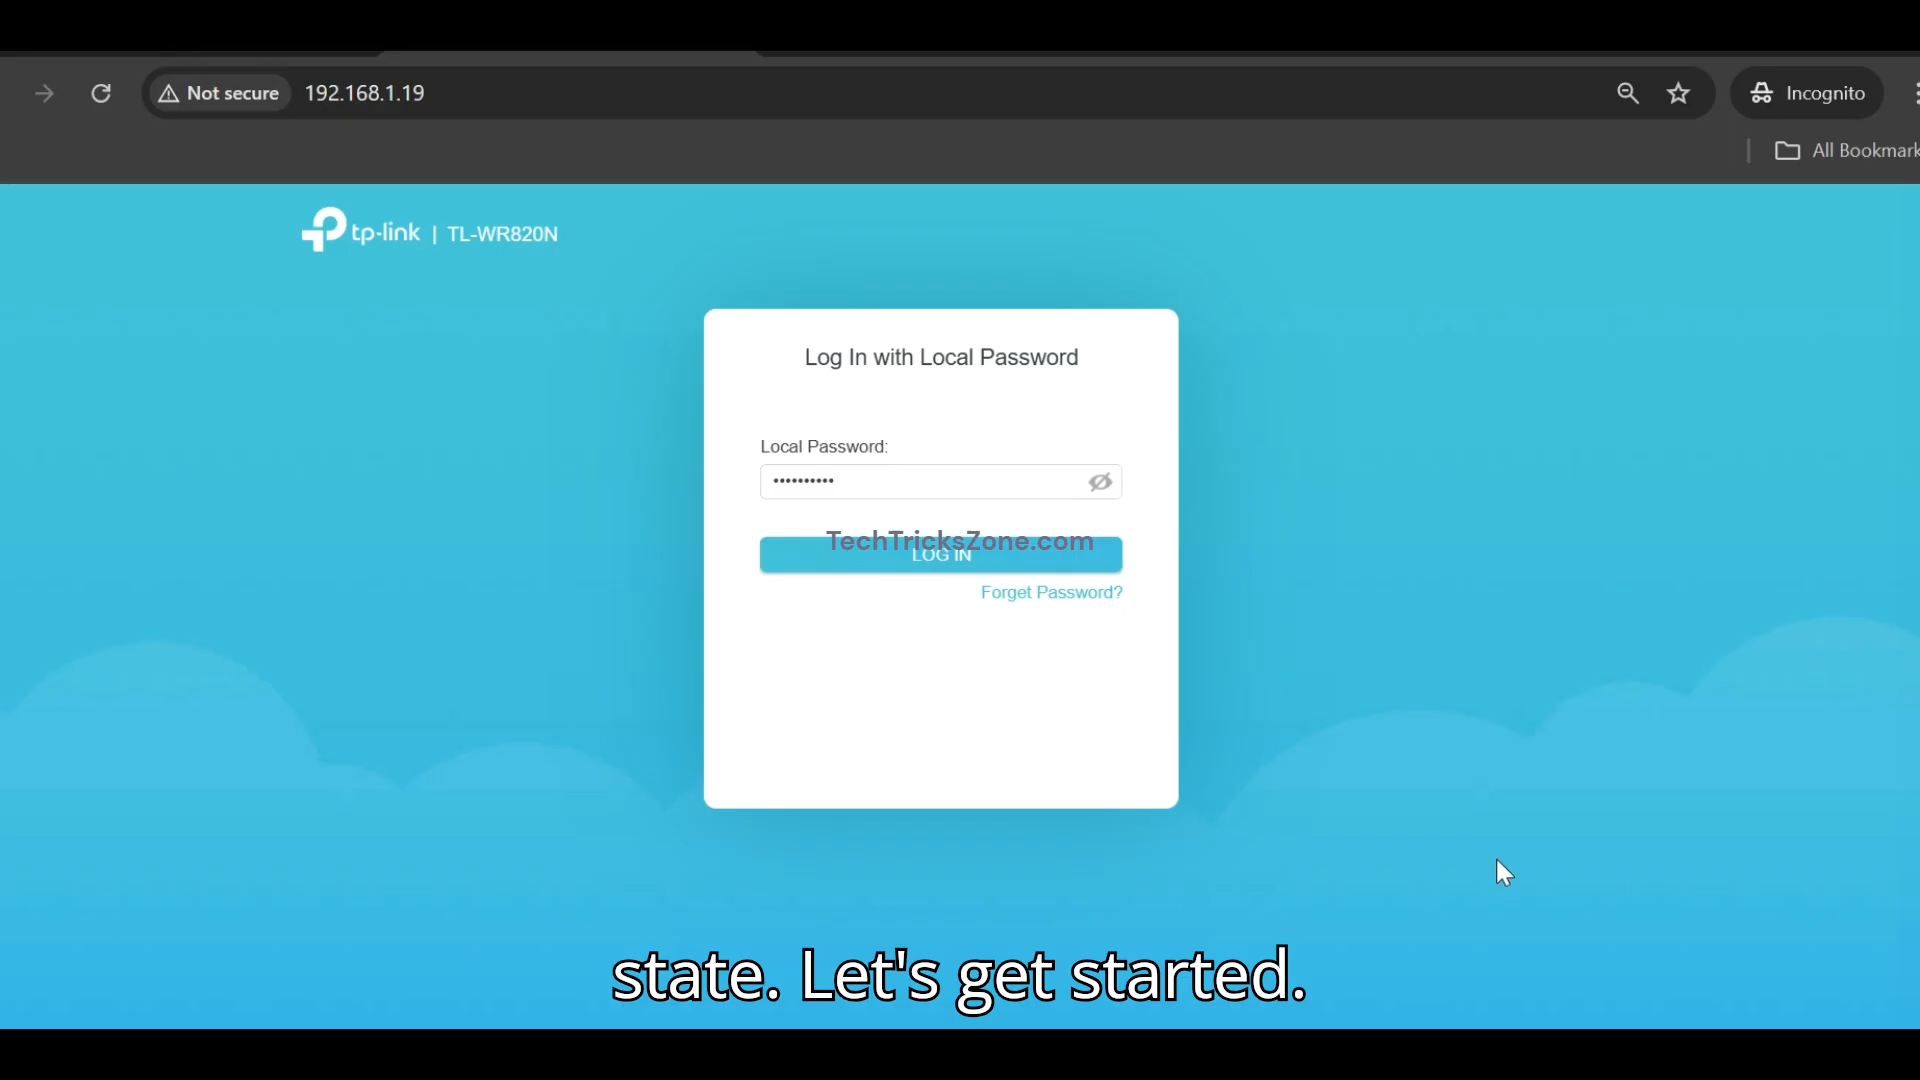 Not secure 192.168.1.19 Incognito
All Bookmark
tp-link | TL-WR820N
Log In with Local Password
Local Password:
••••••••••
TechTricksZone.com
LOG IN
Forget Password?
state. Let's get started.